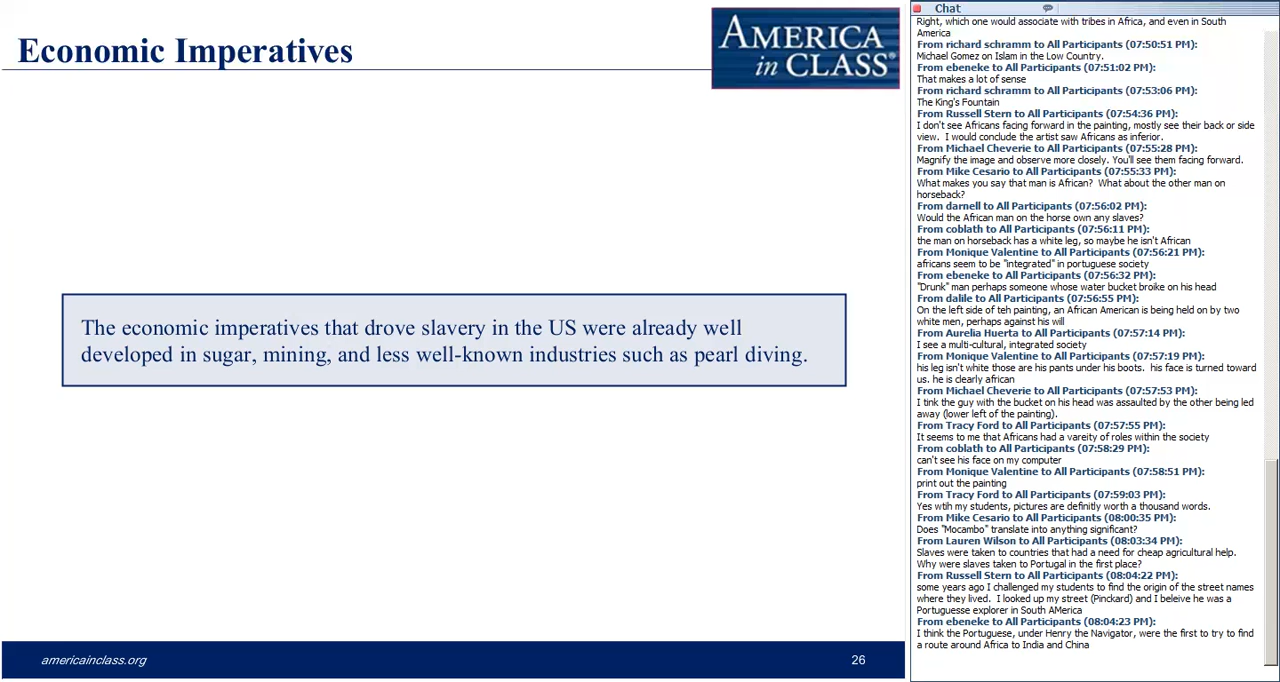 Economic Imperatives
AMERICA
in CLASS®
The economic imperatives that drove slavery in the US were already well
developed in sugar, mining, and less well-known industries such as pearl diving.
americainclass.org
26
Chat
Right, which one would associate with tribes in Africa, and even in South
America
From richard schramm to All Participants (07:50:51 PM):
Michael Gomez on Islam in the Low Country.
From ebeneke to All Participants (07:51:02 PM):
That makes a lot of sense
From richard schramm to All Participants (07:53:06 PM):
The King's Fountain
From Russell Stern to All Participants (07:54:36 PM):
I don't see Africans facing forward in the painting, mostly see their back or side
view.  I would conclude the artist saw Africans as inferior.
From Michael Cheverie to All Participants (07:55:28 PM):
Magnify the image and observe more closely. You'll see them facing forward.
From Mike Cesario to All Participants (07:55:33 PM):
What makes you say that man is African?  What about the other man on
horseback?
From darnell to All Participants (07:56:02 PM):
Would the African man on the horse own any slaves?
From coblath to All Participants (07:56:11 PM):
the man on horseback has a white leg, so maybe he isn't African
From Monique Valentine to All Participants (07:56:21 PM):
africans seem to be "integrated" in portuguese society
From ebeneke to All Participants (07:56:32 PM):
"Drunk" man perhaps someone whose water bucket broike on his head
From dalile to All Participants (07:56:55 PM):
On the left side of teh painting, an African American is being held on by two
white men, perhaps against his will
From Aurelia Huerta to All Participants (07:57:14 PM):
I see a multi-cultural, integrated society
From Monique Valentine to All Participants (07:57:19 PM):
his leg isn't white those are his pants under his boots.  his face is turned toward
us. he is clearly african
From Michael Cheverie to All Participants (07:57:53 PM):
I tink the guy with the bucket on his head was assaulted by the other being led
away (lower left of the painting).
From Tracy Ford to All Participants (07:57:55 PM):
It seems to me that Africans had a vareity of roles within the society
From coblath to All Participants (07:58:29 PM):
can't see his face on my computer
From Monique Valentine to All Participants (07:58:51 PM):
print out the painting
From Tracy Ford to All Participants (07:59:03 PM):
Yes wtih my students, pictures are definitly worth a thousand words.
From Mike Cesario to All Participants (08:00:35 PM):
Does "Mocambo" translate into anything significant?
From Lauren Wilson to All Participants (08:03:34 PM):
Slaves were taken to countries that had a need for cheap agricultural help.
Why were slaves taken to Portugal in the first place?
From Russell Stern to All Participants (08:04:22 PM):
some years ago I challenged my students to find the origin of the street names
where they lived.  I looked up my street (Pinckard) and I beleive he was a
Portuguesse explorer in South AMerica
From ebeneke to All Participants (08:04:23 PM):
I think the Portuguese, under Henry the Navigator, were the first to try to find
a route around Africa to India and China